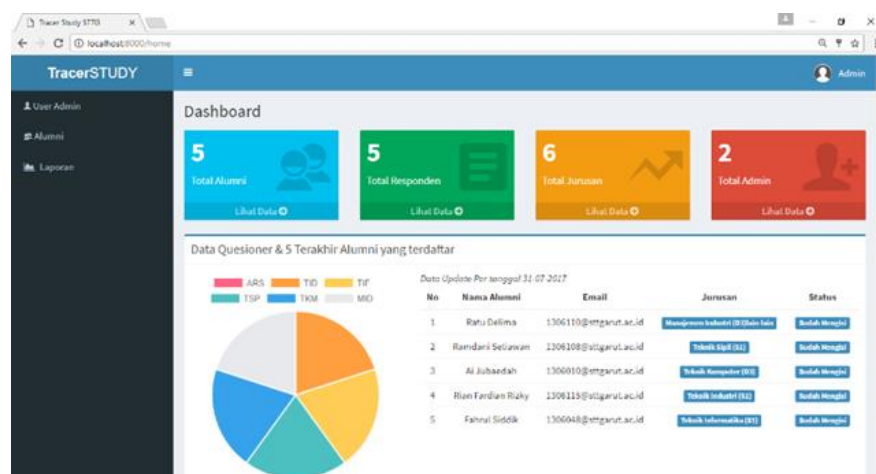 Tracer Study STTG
localhost:8000/home
TracerSTUDY
Admin
User Admin
Alumni
Laporan
Dashboard
5
Total Alumni
Lihat Data
5
Total Responden
Lihat Data
6
Total Jurusan
Lihat Data
2
Total Admin
Lihat Data
Data Quesioner & 5 Terakhir Alumni yang terdaftar
ARS TID TIF
TSP TKM MID
Data Update Per tanggal 31-07-2017
No Nama Alumni Email Jurusan Status
1 Ratu Delima 1306110@sttgarut.ac.id Manajemen Industri (D3)lain-lain Sudah Mengisi
2 Ramdani Setiawan 1306108@sttgarut.ac.id Teknik Sipil (S1) Sudah Mengisi
3 Ai Jubaedah 1306010@sttgarut.ac.id Teknik Komputer (D3) Sudah Mengisi
4 Rian Fardian Rizky 1306115@sttgarut.ac.id Teknik Industri (S1) Sudah Mengisi
5 Fahrul Siddik 1306048@sttgarut.ac.id Teknik Informatika (S1) Sudah Mengisi